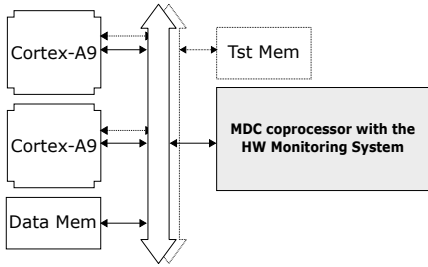 Cortex-A9
Tst Mem
MDC coprocessor with the
HW Monitoring System
Cortex-A9
Data Mem